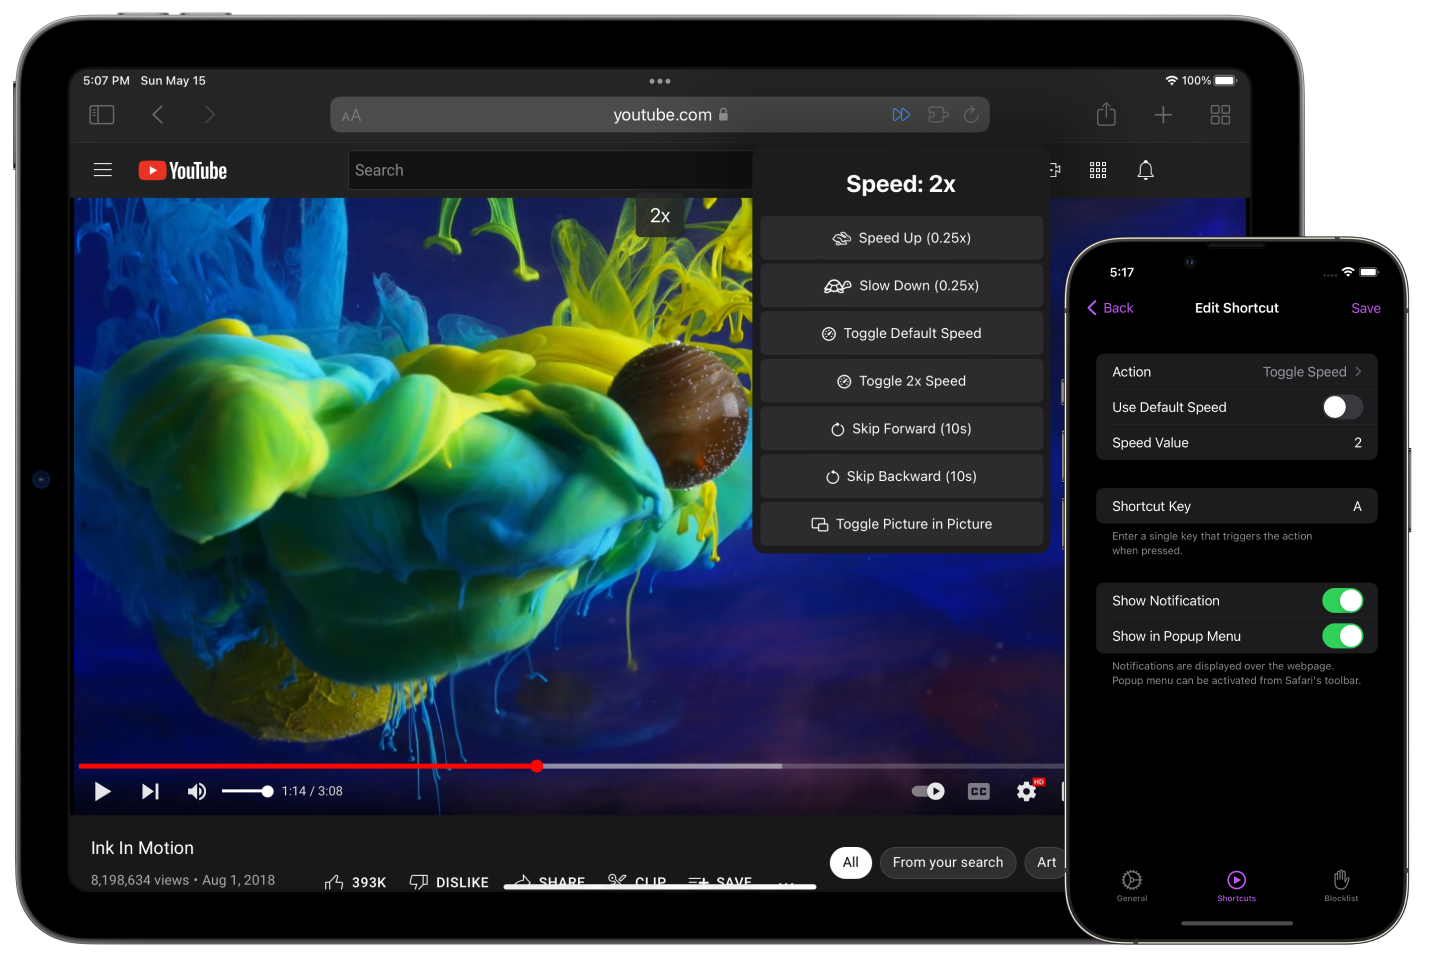 5:07 PM Sun May 15
100%
AA
youtube.com
YouTube
Search
2x
Speed: 2x
Speed Up (0.25x)
Slow Down (0.25x)
Toggle Default Speed
Toggle 2x Speed
Skip Forward (10s)
Skip Backward (10s)
Toggle Picture in Picture
1:14 / 3:08
CC
HD
Ink In Motion
8,198,634 views • Aug 1, 2018
393K
DISLIKE
SHARE
CLIP
SAVE
All
From your search
Art
5:17
Back
Edit Shortcut
Save
Action
Toggle Speed
Use Default Speed
Speed Value
2
Shortcut Key
A
Enter a single key that triggers the action
when pressed.
Show Notification
Show in Popup Menu
Notifications are displayed over the webpage.
Popup menu can be activated from Safari's toolbar.
General
Shortcuts
Blocklist